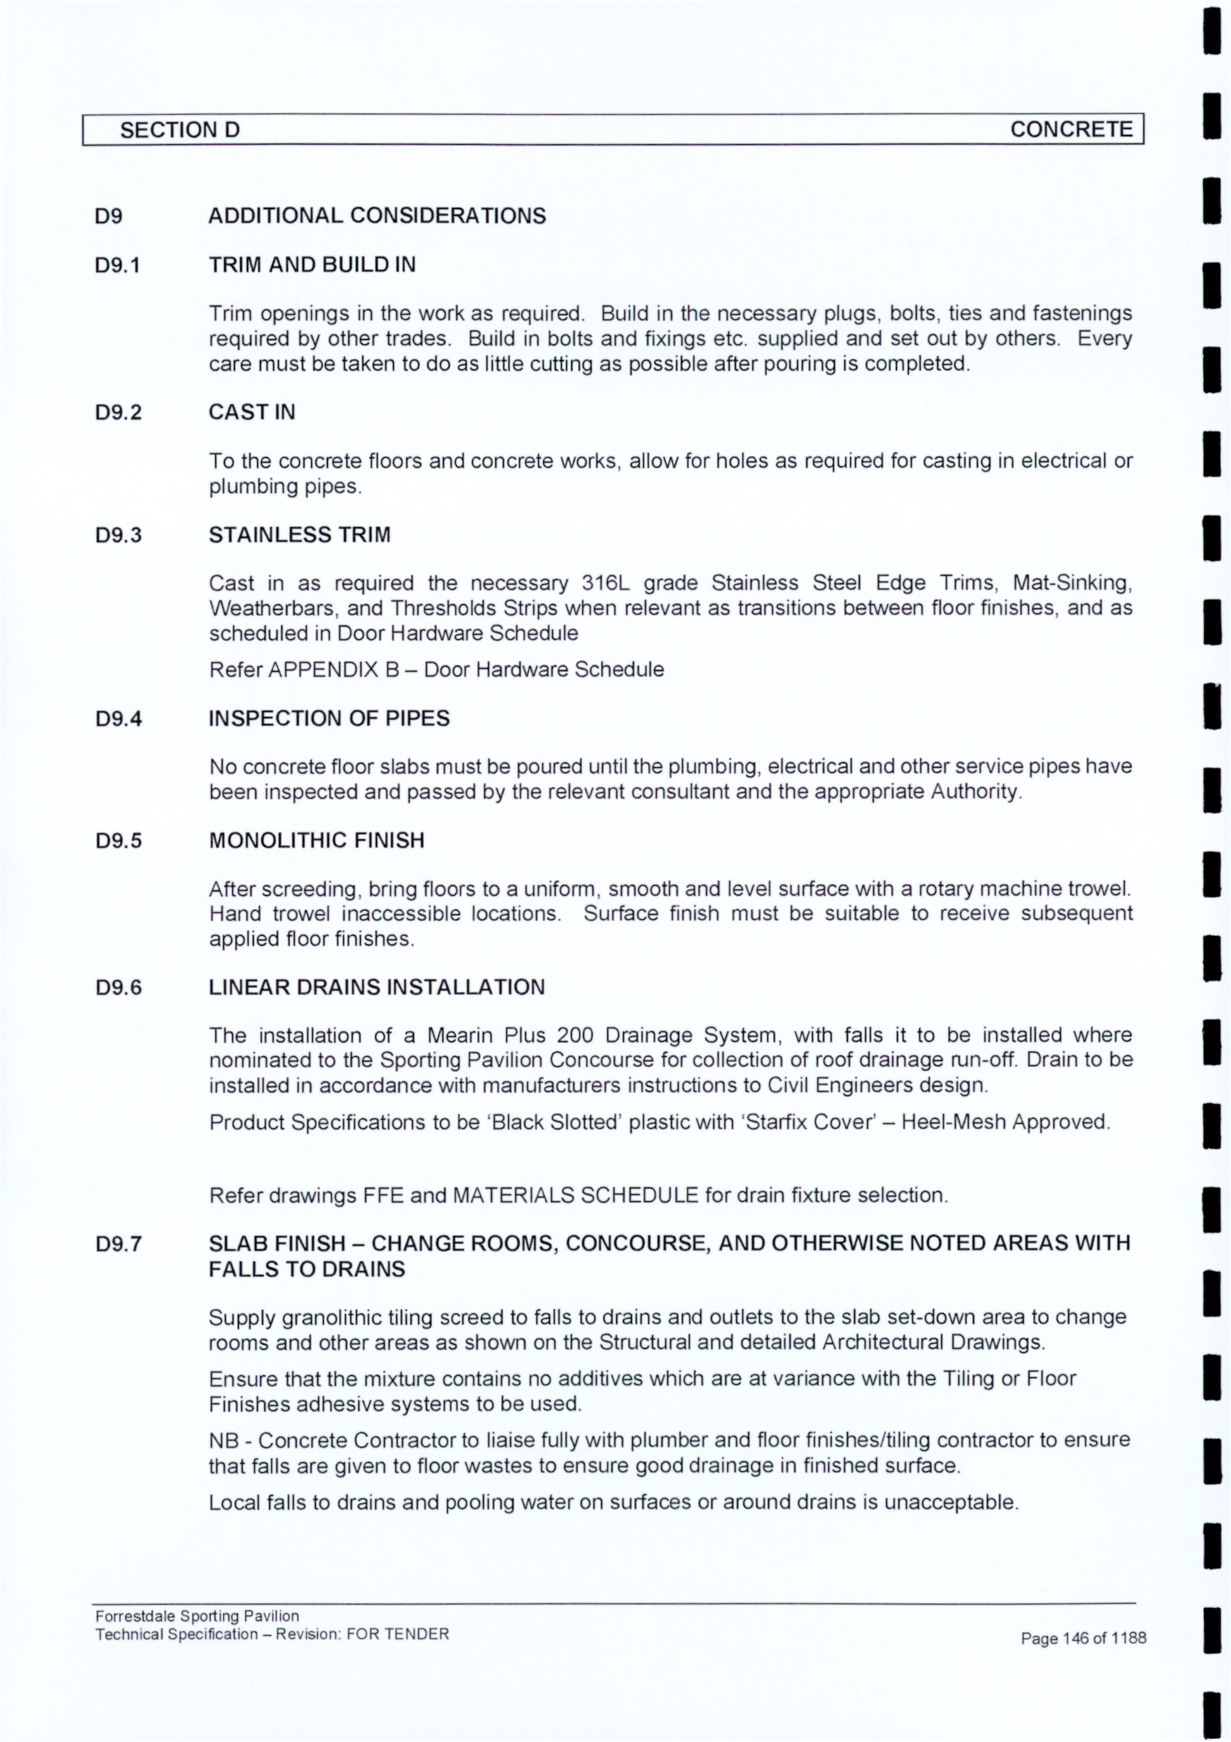 SECTION D CONCRETE
D9 ADDITIONAL CONSIDERATIONS
D9.1 TRIM AND BUILD IN
Trim openings in the work as required. Build in the necessary plugs, bolts, ties and fastenings
required by other trades. Build in bolts and fixings etc. supplied and set out by others. Every
care must be taken to do as little cutting as possible after pouring is completed.
D9.2 CAST IN
To the concrete floors and concrete works, allow for holes as required for casting in electrical or
plumbing pipes.
D9.3 STAINLESS TRIM
Cast in as required the necessary 316L grade Stainless Steel Edge Trims, Mat-Sinking,
Weatherbars, and Thresholds Strips when relevant as transitions between floor finishes, and as
scheduled in Door Hardware Schedule
Refer APPENDIX B – Door Hardware Schedule
D9.4 INSPECTION OF PIPES
No concrete floor slabs must be poured until the plumbing, electrical and other service pipes have
been inspected and passed by the relevant consultant and the appropriate Authority.
D9.5 MONOLITHIC FINISH
After screeding, bring floors to a uniform, smooth and level surface with a rotary machine trowel.
Hand trowel inaccessible locations. Surface finish must be suitable to receive subsequent
applied floor finishes.
D9.6 LINEAR DRAINS INSTALLATION
The installation of a Mearin Plus 200 Drainage System, with falls it to be installed where
nominated to the Sporting Pavilion Concourse for collection of roof drainage run-off. Drain to be
installed in accordance with manufacturers instructions to Civil Engineers design.
Product Specifications to be ‘Black Slotted’ plastic with ‘Starfix Cover’ – Heel-Mesh Approved.
Refer drawings FFE and MATERIALS SCHEDULE for drain fixture selection.
D9.7 SLAB FINISH – CHANGE ROOMS, CONCOURSE, AND OTHERWISE NOTED AREAS WITH
FALLS TO DRAINS
Supply granolithic tiling screed to falls to drains and outlets to the slab set-down area to change
rooms and other areas as shown on the Structural and detailed Architectural Drawings.
Ensure that the mixture contains no additives which are at variance with the Tiling or Floor
Finishes adhesive systems to be used.
NB - Concrete Contractor to liaise fully with plumber and floor finishes/tiling contractor to ensure
that falls are given to floor wastes to ensure good drainage in finished surface.
Local falls to drains and pooling water on surfaces or around drains is unacceptable.
Forrestdale Sporting Pavilion
Technical Specification – Revision: FOR TENDER
Page 146 of 1188